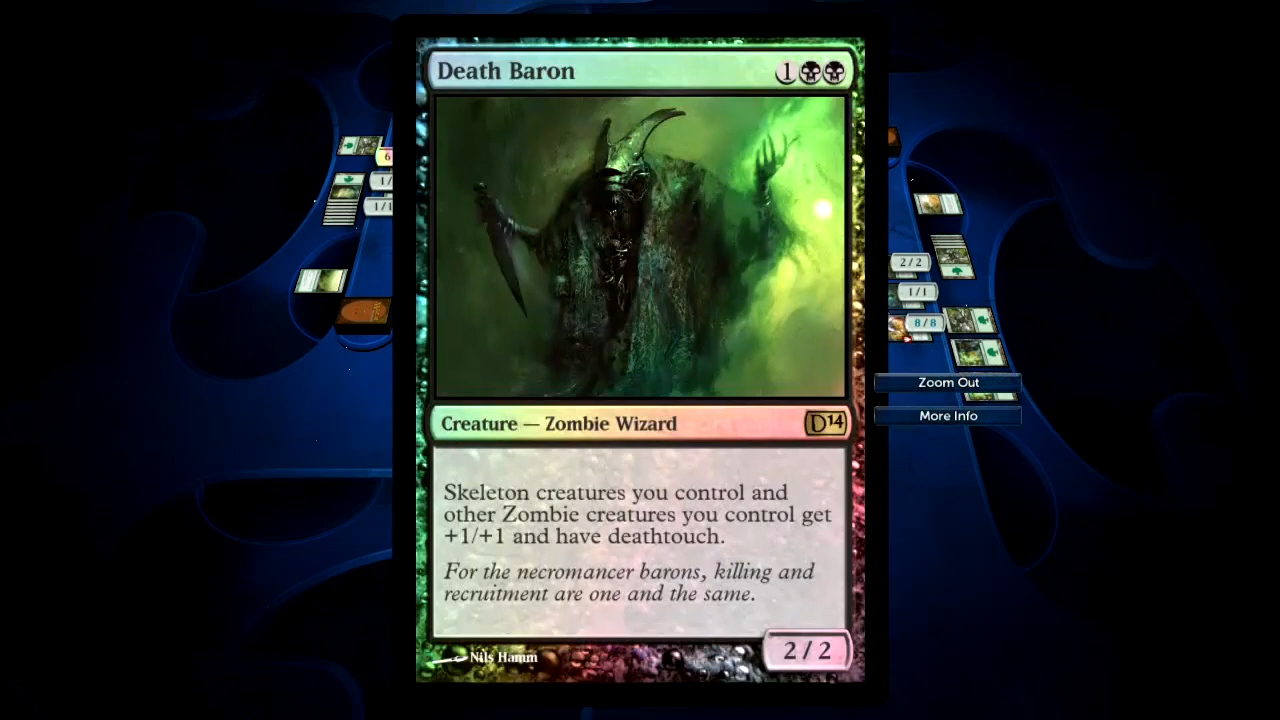 Death Baron
1
Creature — Zombie Wizard
D14
Skeleton creatures you control and
other Zombie creatures you control get
+1/+1 and have deathtouch.
For the necromancer barons, killing and
recruitment are one and the same.
Nils Hamm
2 / 2
6
1/
1/1
2 / 2
1 / 1
8 / 8
Zoom Out
More Info